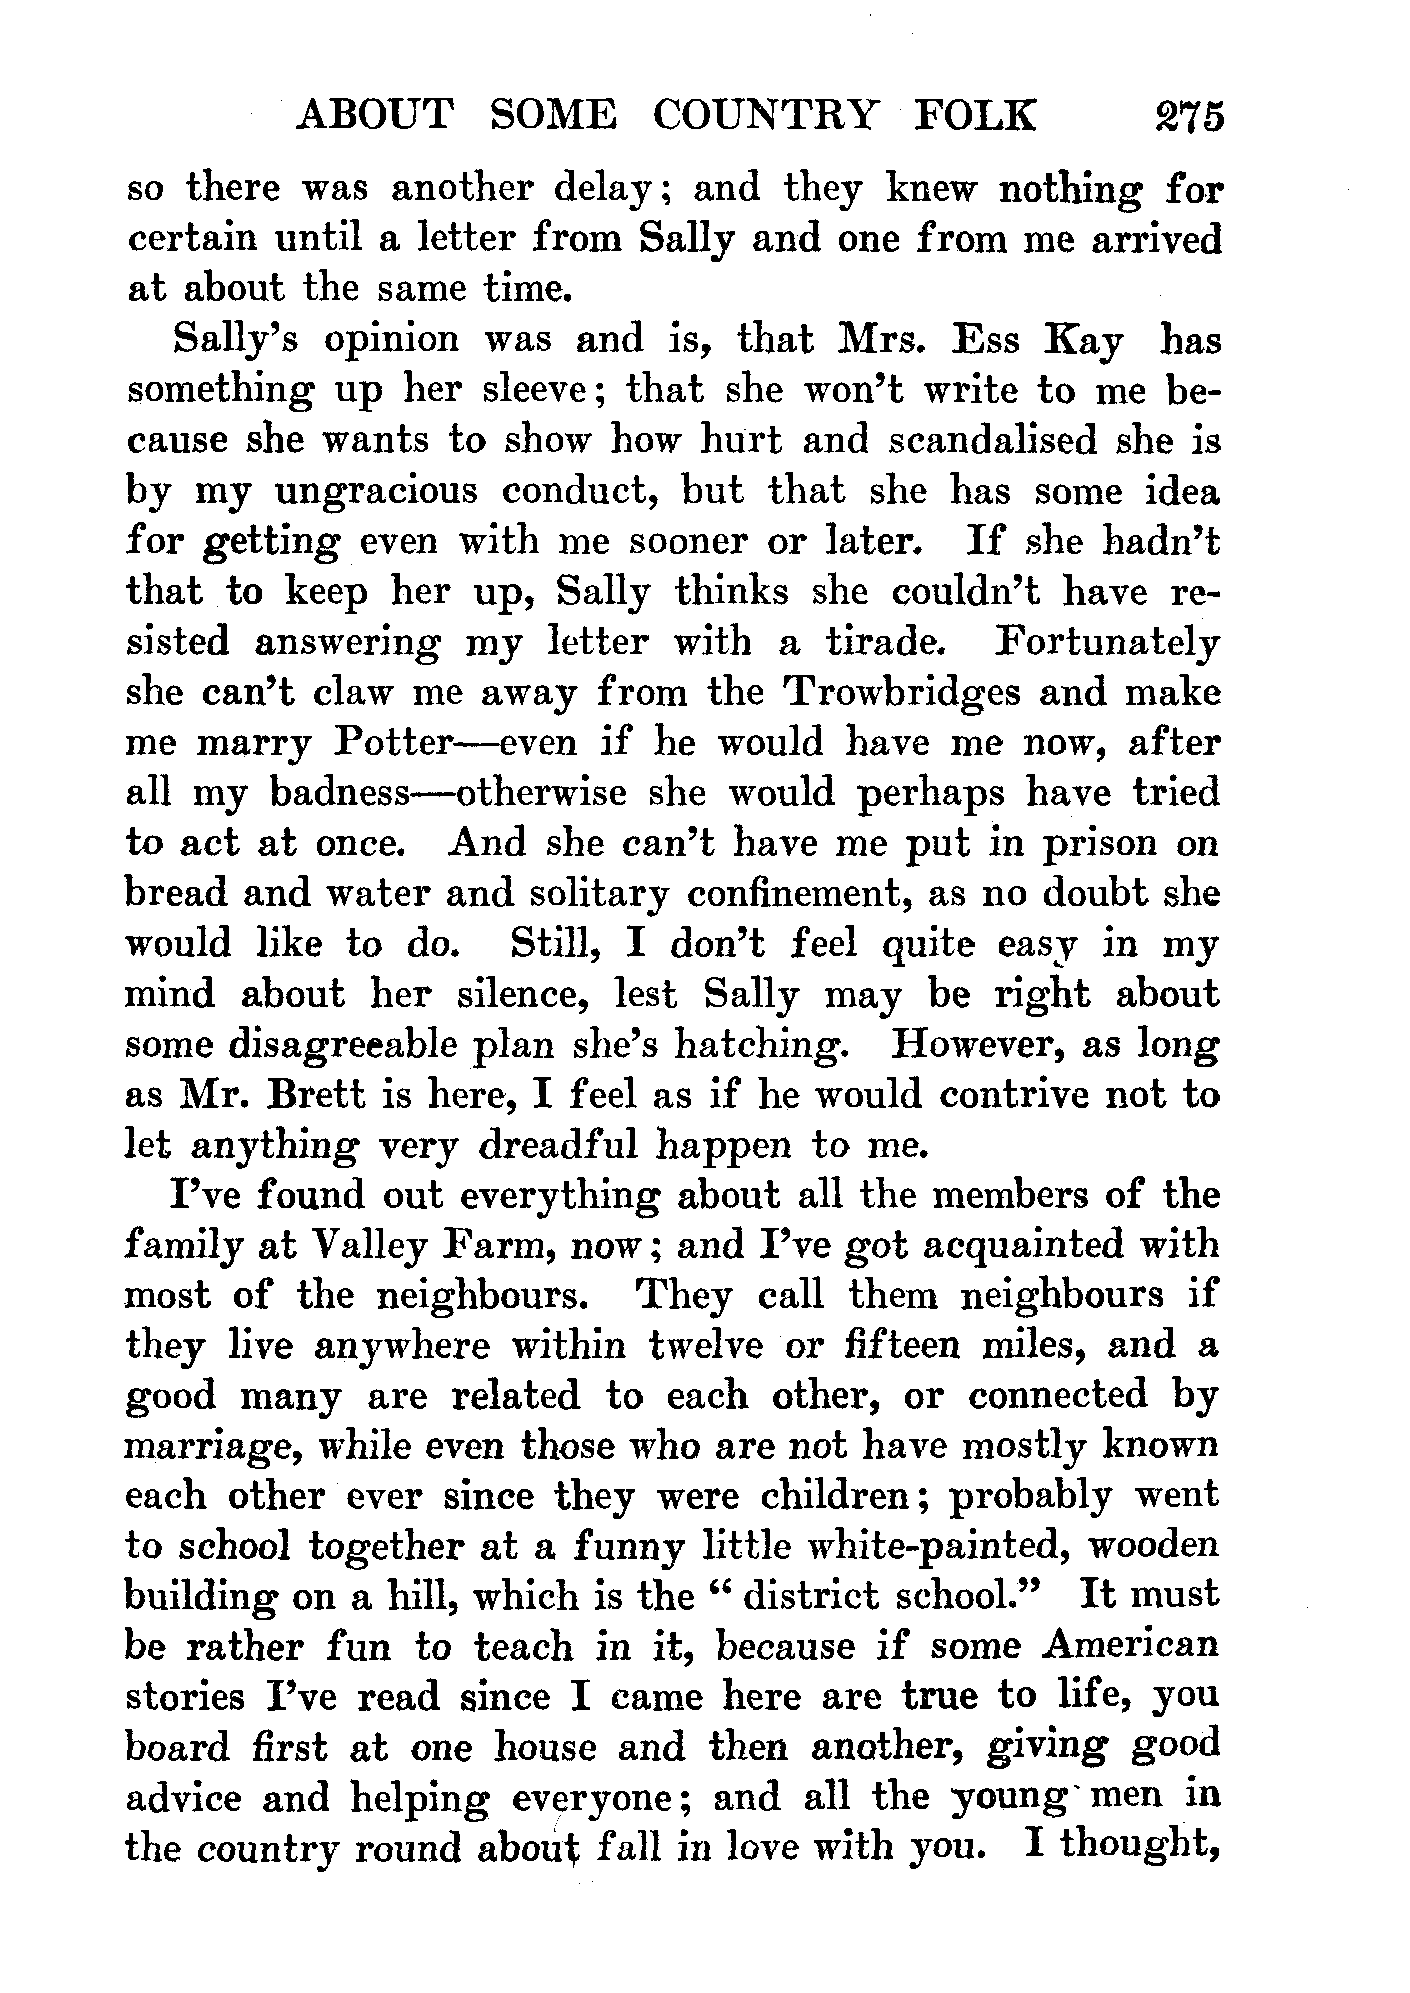 ABOUT SOME COUNTRY FOLK 275
so there was another delay; and they knew nothing for
certain until a letter from Sally and one from me arrived
at about the same time.
Sally's opinion was and is, that Mrs. Ess Kay has
something up her sleeve; that she won't write to me be-
cause she wants to show how hurt and scandalised she is
by my ungracious conduct, but that she has some idea
for getting even with me sooner or later. If she hadn't
that to keep her up, Sally thinks she couldn't have re-
sisted answering my letter with a tirade. Fortunately
she can't claw me away from the Trowbridges and make
me marry Potter—even if he would have me now, after
all my badness—otherwise she would perhaps have tried
to act at once. And she can't have me put in prison on
bread and water and solitary confinement, as no doubt she
would like to do. Still, I don't feel quite easy in my
mind about her silence, lest Sally may be right about
some disagreeable plan she's hatching. However, as long
as Mr. Brett is here, I feel as if he would contrive not to
let anything very dreadful happen to me.
I've found out everything about all the members of the
family at Valley Farm, now; and I've got acquainted with
most of the neighbours. They call them neighbours if
they live anywhere within twelve or fifteen miles, and a
good many are related to each other, or connected by
marriage, while even those who are not have mostly known
each other ever since they were children; probably went
to school together at a funny little white-painted, wooden
building on a hill, which is the "district school." It must
be rather fun to teach in it, because if some American
stories I've read since I came here are true to life, you
board first at one house and then another, giving good
advice and helping everyone; and all the young men in
the country round about fall in love with you. I thought,